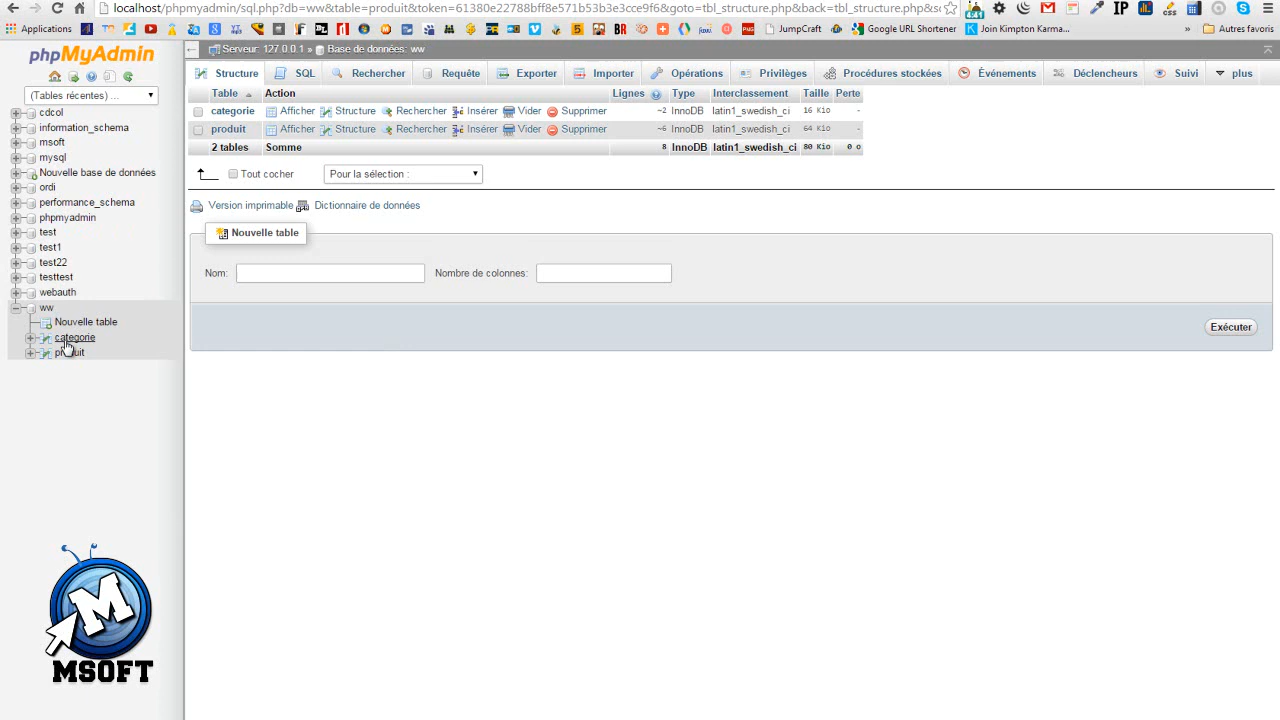 localhost/phpmyadmin/sql.php?db=ww&table=produit&token=61380e22788bff8e571b53b3e3cce9f6&goto=tbl_structure.php&back=tbl_structure.php&s
4:41
IP
Applications
JumpCraft
Google URL Shortener
Join Kimpton Karma...
»
Autres favoris
phpMyAdmin
(Tables récentes) ...
cdcol
information_schema
msoft
mysql
Nouvelle base de données
ordi
performance_schema
phpmyadmin
test
test1
test22
testtest
webauth
ww
Nouvelle table
categorie
produit
M
MSOFT
Serveur: 127.0.0.1 » Base de données: ww
Structure SQL Rechercher Requête Exporter Importer Opérations Privilèges Procédures stockées Événements Déclencheurs Suivi plus
Table Action Lignes Type Interclassement Taille Perte
categorie Afficher Structure Rechercher Insérer Vider Supprimer ~2 InnoDB latin1_swedish_ci 16 Kio -
produit Afficher Structure Rechercher Insérer Vider Supprimer ~6 InnoDB latin1_swedish_ci 64 Kio -
2 tables Somme 8 InnoDB latin1_swedish_ci 80 Kio 0 o
Tout cocher Pour la sélection :
Version imprimable Dictionnaire de données
Nouvelle table
Nom: Nombre de colonnes:
Exécuter